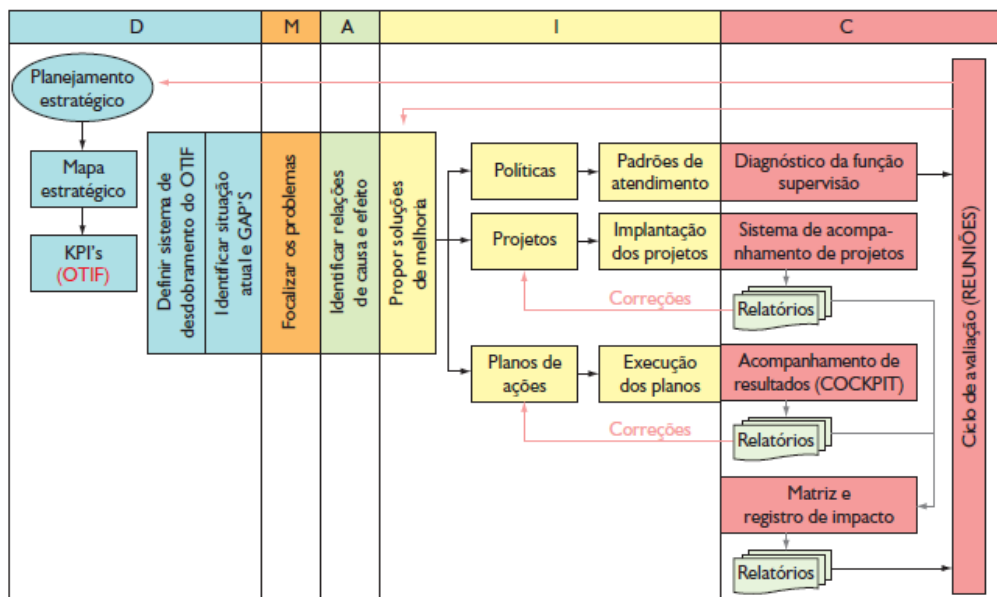 D
M
A
I
C
Planejamento
estratégico
Mapa
estratégico
KPI's
(OTIF)
Definir sistema de
desdobramento do OTIF
Identificar situação
atual e GAP'S
Focalizar os problemas
Identificar relações
de causa e efeito
Propor soluções
de melhoria
Políticas
Padrões de
atendimento
Diagnóstico da função
supervisão
Projetos
Implantação
dos projetos
Sistema de acompa-
nhamento de projetos
Correções
Relatórios
Planos de
ações
Execução
dos planos
Acompanhamento de
resultados (COCKPIT)
Correções
Relatórios
Matriz e
registro de impacto
Relatórios
Ciclo de avaliação (REUNIÕES)